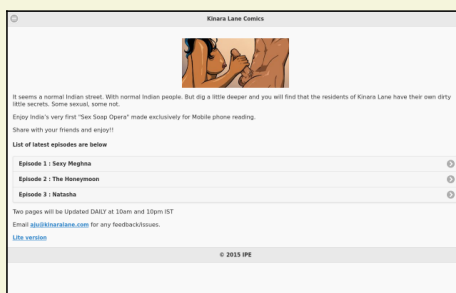 Kinara Lane Comics
It seems a normal Indian street. With normal Indian people. But dig a little deeper and you will find that the residents of Kinara Lane have their own dirty
little secrets. Some sexual, some not.
Enjoy India's very first "Sex Soap Opera" made exclusively for Mobile phone reading.
Share with your friends and enjoy!!
List of latest episodes are below
Episode 1 : Sexy Meghna
Episode 2 : The Honeymoon
Episode 3 : Natasha
Two pages will be Updated DAILY at 10am and 10pm IST
Email aju@kinaralane.com for any feedback/issues.
Lite version
© 2015 IPE